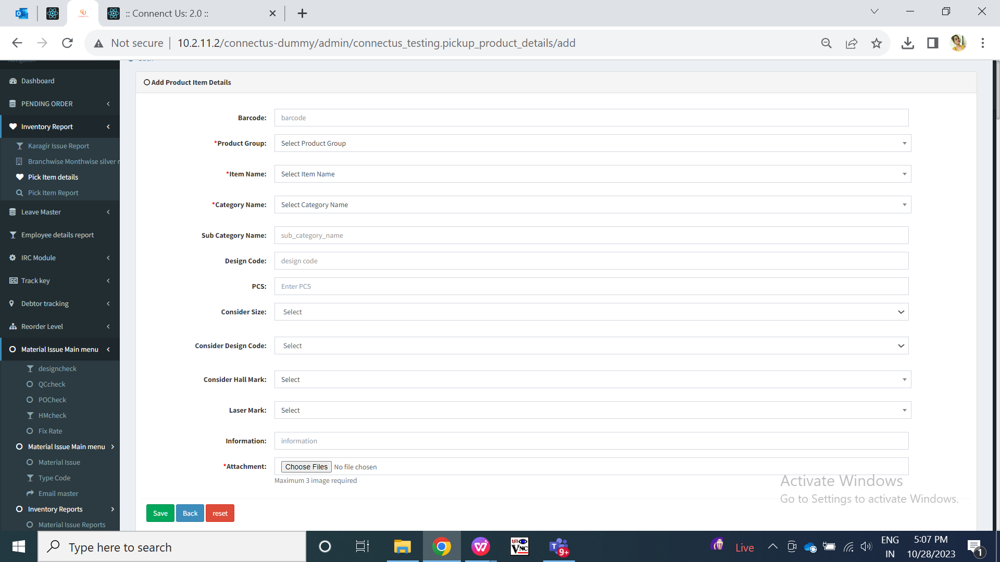 :: Connenct Us: 2.0 ::
Not secure
10.2.11.2/connectus-dummy/admin/connectus_testing.pickup_product_details/add
Navigation
Dashboard
PENDING ORDER
Inventory Report
Karagir Issue Report
Branchwise Monthwise silver r
Pick Item details
Pick Item Report
Leave Master
Employee details report
IRC Module
Track key
Debtor tracking
Reorder Level
Material Issue Main menu
designcheck
QCcheck
POCheck
HMcheck
Fix Rate
Material Issue Main menu
Material Issue
Type Code
Email master
Inventory Reports
Material Issue Reports
Back
Add Product Item Details
Barcode: barcode
*Product Group: Select Product Group
*Item Name: Select Item Name
*Category Name: Select Category Name
Sub Category Name: sub_category_name
Design Code: design code
PCS: Enter PCS
Consider Size: Select
Consider Design Code: Select
Consider Hall Mark: Select
Laser Mark: Select
Information: information
*Attachment: Choose Files No file chosen
Maximum 3 image required
Save Back reset
Activate Windows
Go to Settings to activate Windows.
Type here to search
VNC
T 9+
Live
ENG
IN
5:07 PM
10/28/2023
1